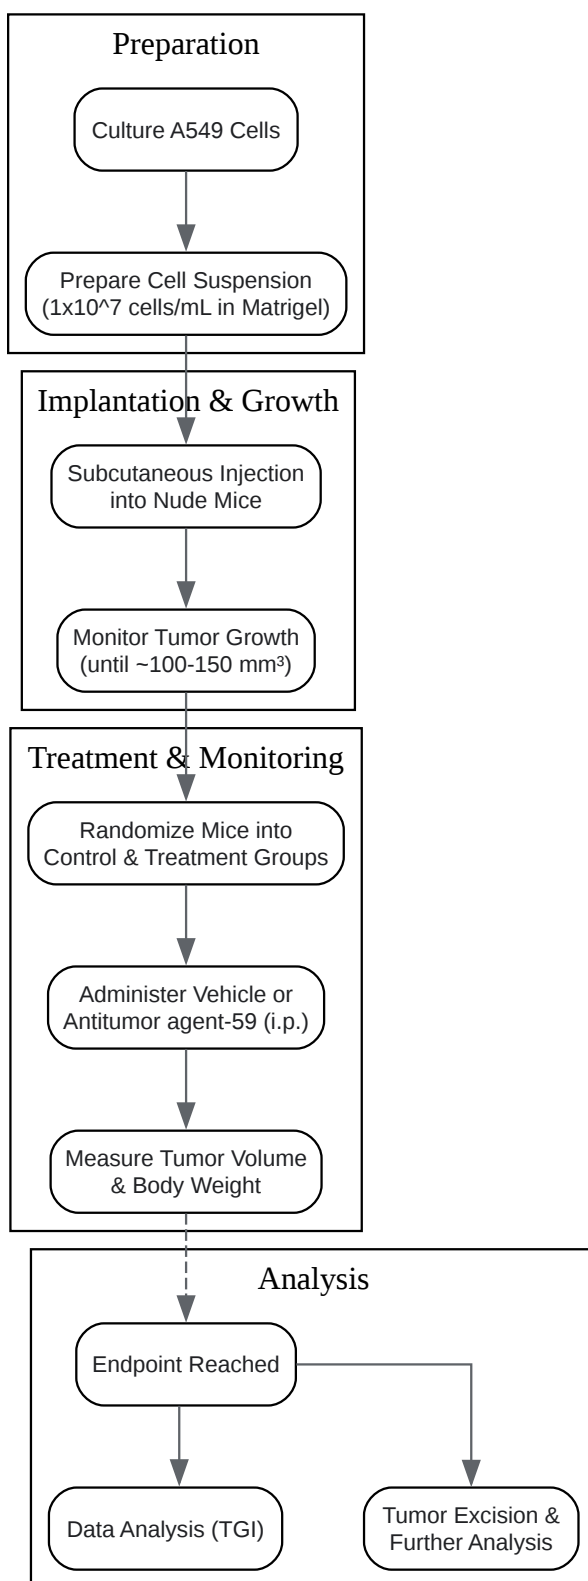 Preparation
Culture A549 Cells
Prepare Cell Suspension
(1x10^7 cells/mL in Matrigel)
Implantation & Growth
Subcutaneous Injection
into Nude Mice
Monitor Tumor Growth
(until ~100-150 mm³)
Treatment & Monitoring
Randomize Mice into
Control & Treatment Groups
Administer Vehicle or
Antitumor agent-59 (i.p.)
Measure Tumor Volume
& Body Weight
Analysis
Endpoint Reached
Data Analysis (TGI)
Tumor Excision &
Further Analysis